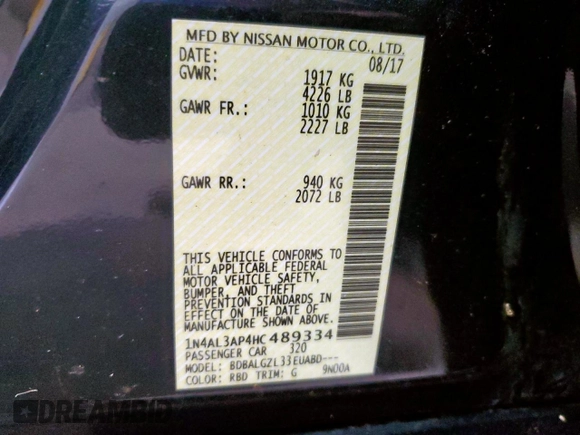 MFD BY NISSAN MOTOR CO., LTD.
DATE: 08/17
GVWR: 1917 KG
4226 LB
GAWR FR.: 1010 KG
2227 LB
GAWR RR.: 940 KG
2072 LB
THIS VEHICLE CONFORMS TO
ALL APPLICABLE FEDERAL
MOTOR VEHICLE SAFETY,
BUMPER, AND THEFT
PREVENTION STANDARDS IN
EFFECT ON THE DATE OF
MANUFACTURE SHOWN ABOVE.
1N4AL3AP4HC489334
PASSENGER CAR 320
MODEL: BDBALGZL33EUABD---
COLOR: RBD TRIM: G 9N00A
DREAMBID